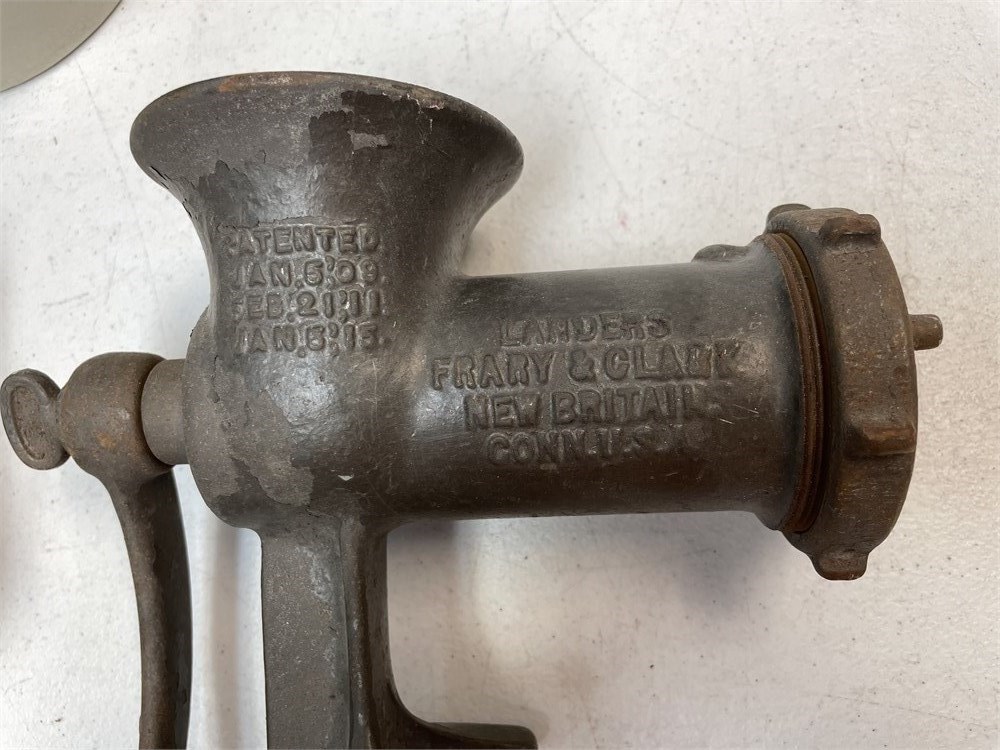 PATENTED
JAN.5,'09.
FEB.21,'11.
JAN.5,'15.
LANDERS
FRARY & CLARK
NEW BRITAIN.
CONN.U.S.A.